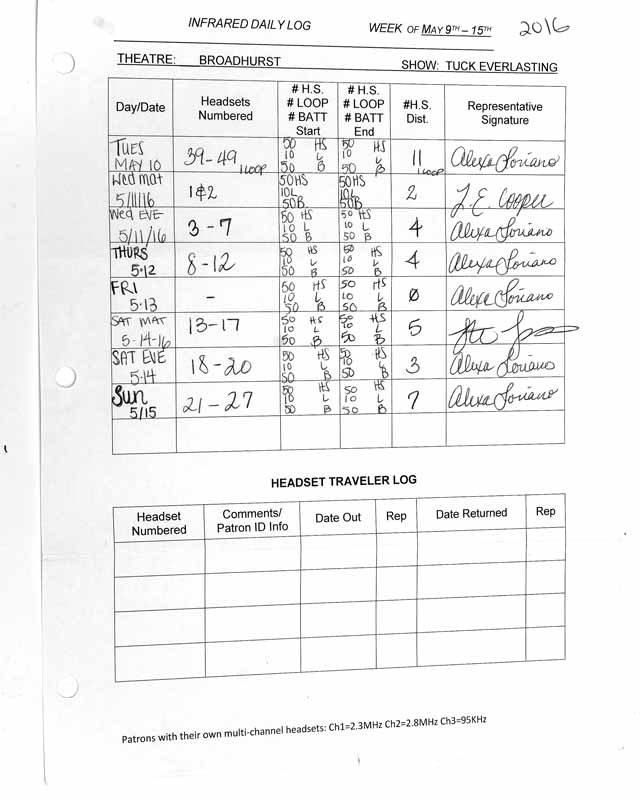 INFRARED DAILY LOG WEEK OF MAY 9TH – 15TH 2016
THEATRE: BROADHURST SHOW: TUCK EVERLASTING
Day/Date Headsets Numbered # H.S. # LOOP # BATT Start # H.S. # LOOP # BATT End #H.S. Dist. Representative Signature
TUES MAY 10 39-49 1 LOOP 50 HS 10 L 50 B 50 HS 10 L 50 B 11 1 LOOP Alexa Soriano
Wed mat 5/11/16 1&2 50HS 10L 50B. 50HS 10L 50B 2 J.E. Cooper
Wed EVE 5/11/16 3-7 50 HS 10 L 50 B 50 HS 10 L 50 B 4 Alexa Soriano
THURS 5.12 8-12 50 HS 10 L 50 B 50 HS 10 L 50 B 4 Alexa Soriano
FRI 5.13 - 50 HS 10 L 50 B 50 HS 10 L 50 B 0 Alexa Soriano
SAT MAT 5-14-16 13-17 50 HS 10 L 50 B 50 HS 10 L 50 B 5
SAT EVE 5.14 18-20 50 HS 10 L 50 B 50 HS 10 L 50 B 3 Alexa Soriano
Sun 5/15 21-27 50 HS 10 L 50 B 50 HS 10 L 50 B 7 Alexa Soriano
HEADSET TRAVELER LOG
Headset Numbered Comments/ Patron ID Info Date Out Rep Date Returned Rep
Patrons with their own multi-channel headsets: Ch1=2.3MHz Ch2=2.8MHz Ch3=95KHz